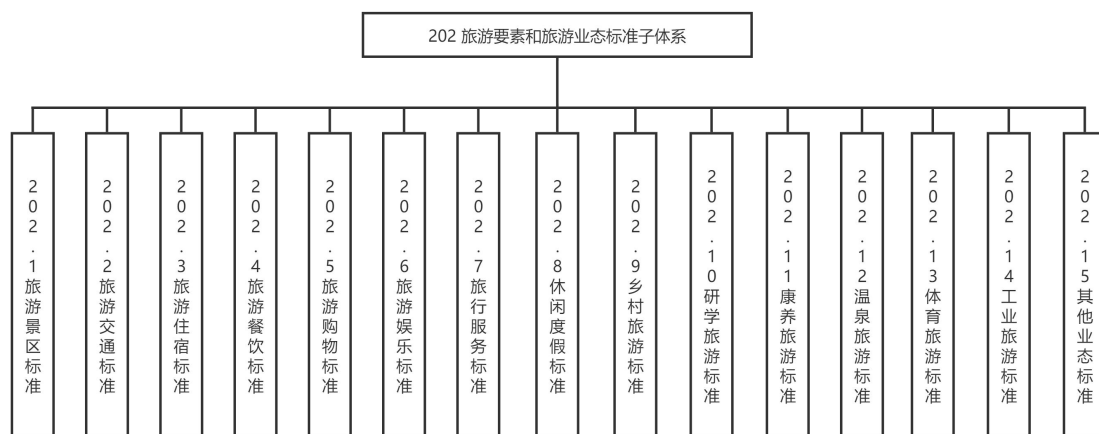 202 旅游要素和旅游业态标准子体系
202.1旅游景区标准
202.2旅游交通标准
202.3旅游住宿标准
202.4旅游餐饮标准
202.5旅游购物标准
202.6旅游娱乐标准
202.7旅行服务标准
202.8休闲度假标准
202.9乡村旅游标准
202.10研学旅游标准
202.11康养旅游标准
202.12温泉旅游标准
202.13体育旅游标准
202.14工业旅游标准
202.15其他业态标准